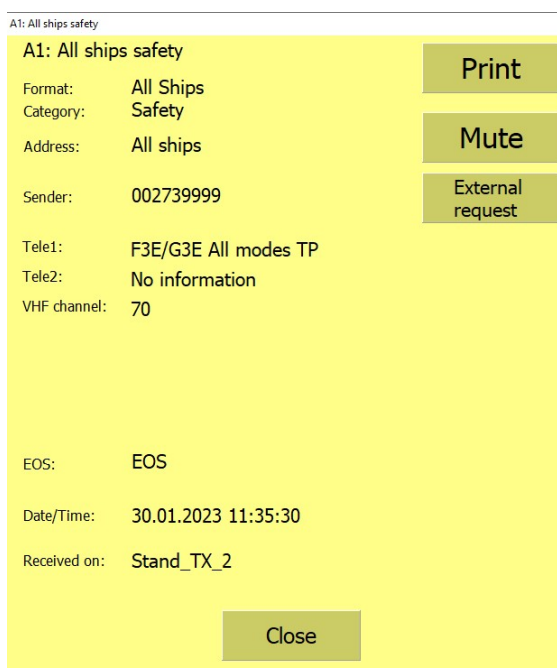 A1: All ships safety
A1: All ships safety
Print
Format: All Ships
Category: Safety
Mute
Address: All ships
External
request
Sender: 002739999
Tele1: F3E/G3E All modes TP
Tele2: No information
VHF channel: 70
EOS: EOS
Date/Time: 30.01.2023 11:35:30
Received on: Stand_TX_2
Close